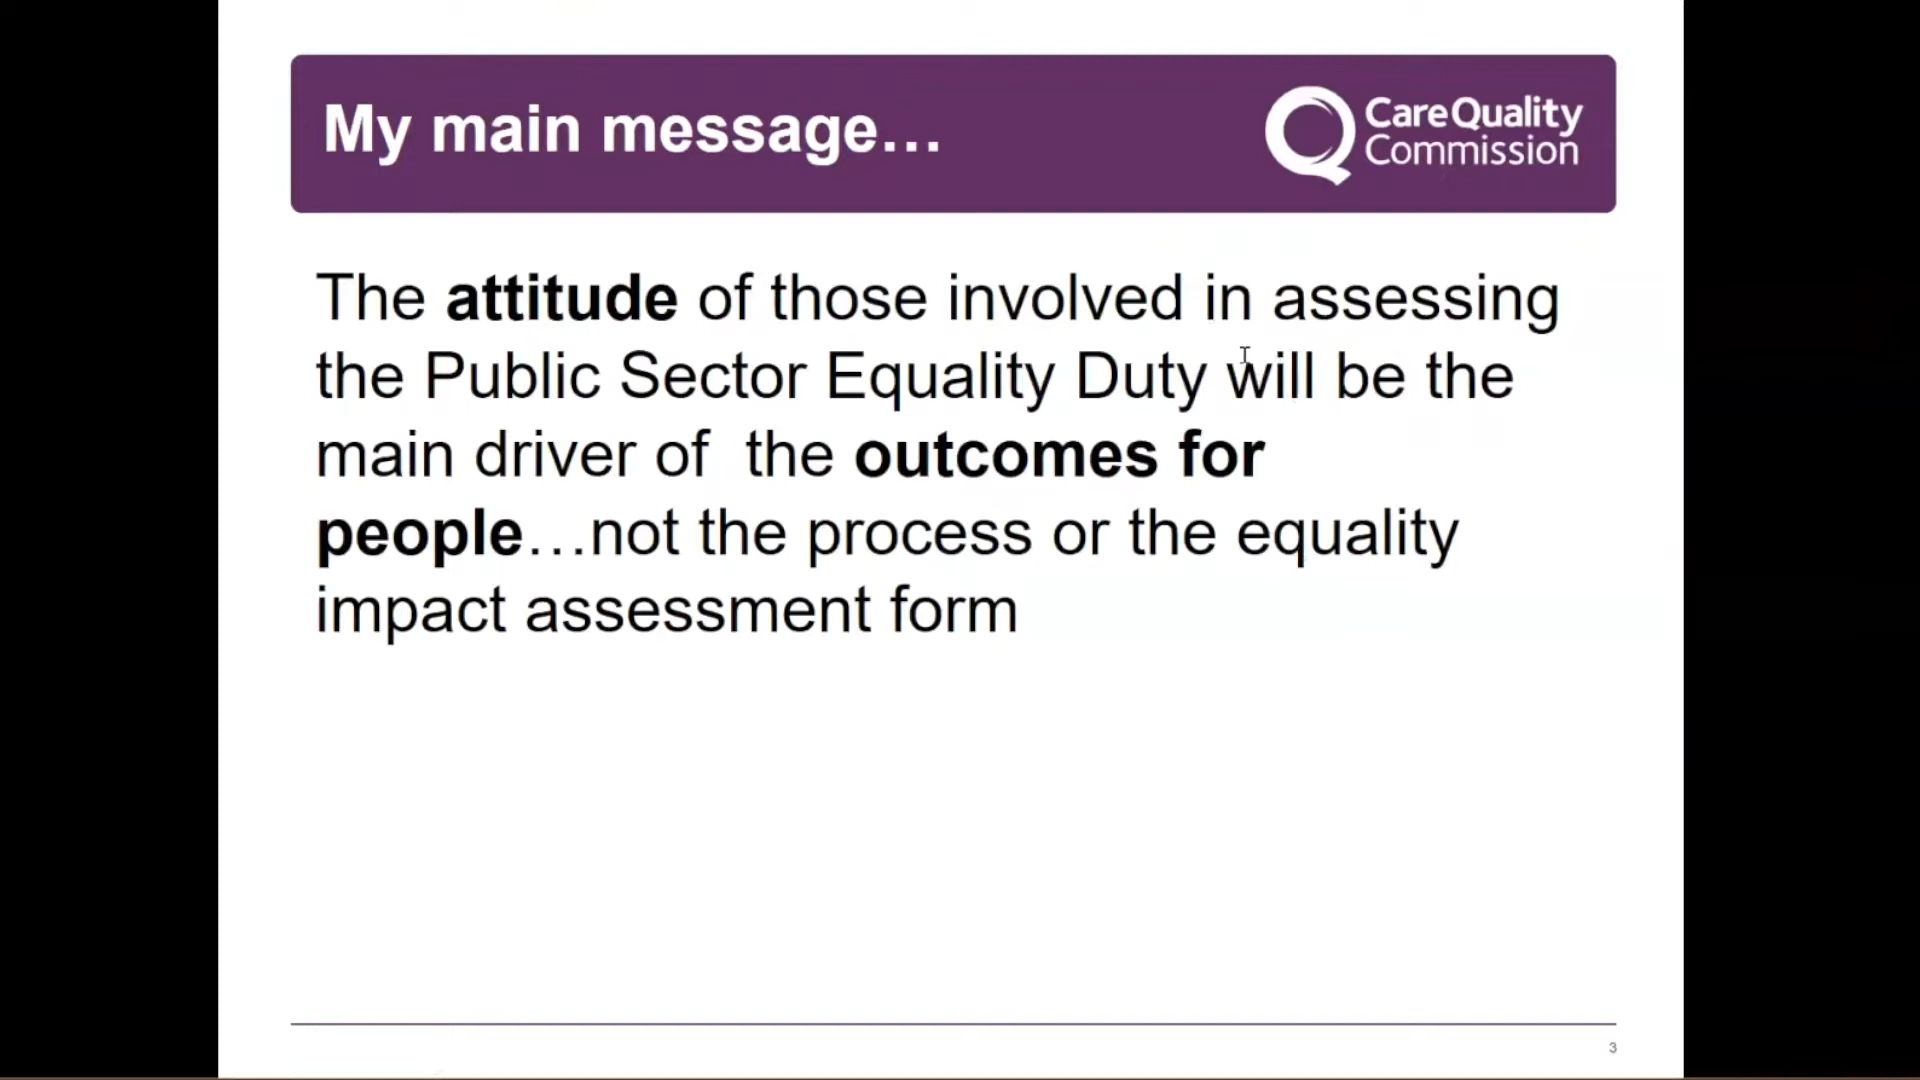 My main message…
CareQuality
Commission
The attitude of those involved in assessing
the Public Sector Equality Duty will be the
main driver of  the outcomes for
people…not the process or the equality
impact assessment form
3